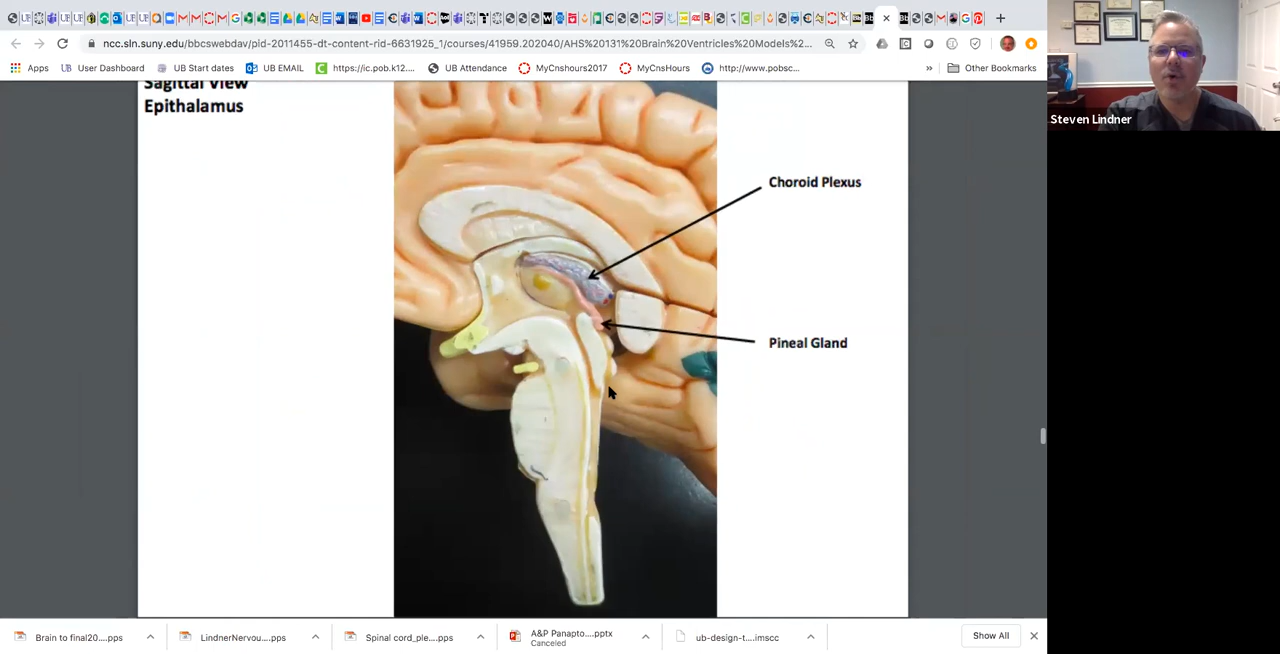 ncc.sln.suny.edu/bbcswebdav/pid-2011455-dt-content-rid-6631925_1/courses/41959.202040/AHS%20131%20Brain%20Ventricles%20Models%2...
Apps
User Dashboard
UB Start dates
UB EMAIL
https://ic.pob.k12....
UB Attendance
MyCnshours2017
MyCnsHours
http://www.pobsc...
»
Other Bookmarks
Steven Lindner
Sagittal View
Epithalamus
Choroid Plexus
Pineal Gland
Brain to final20....pps
LindnerNervou....pps
Spinal cord_ple....pps
A&P Panapto....pptx
Canceled
ub-design-t....imscc
Show All